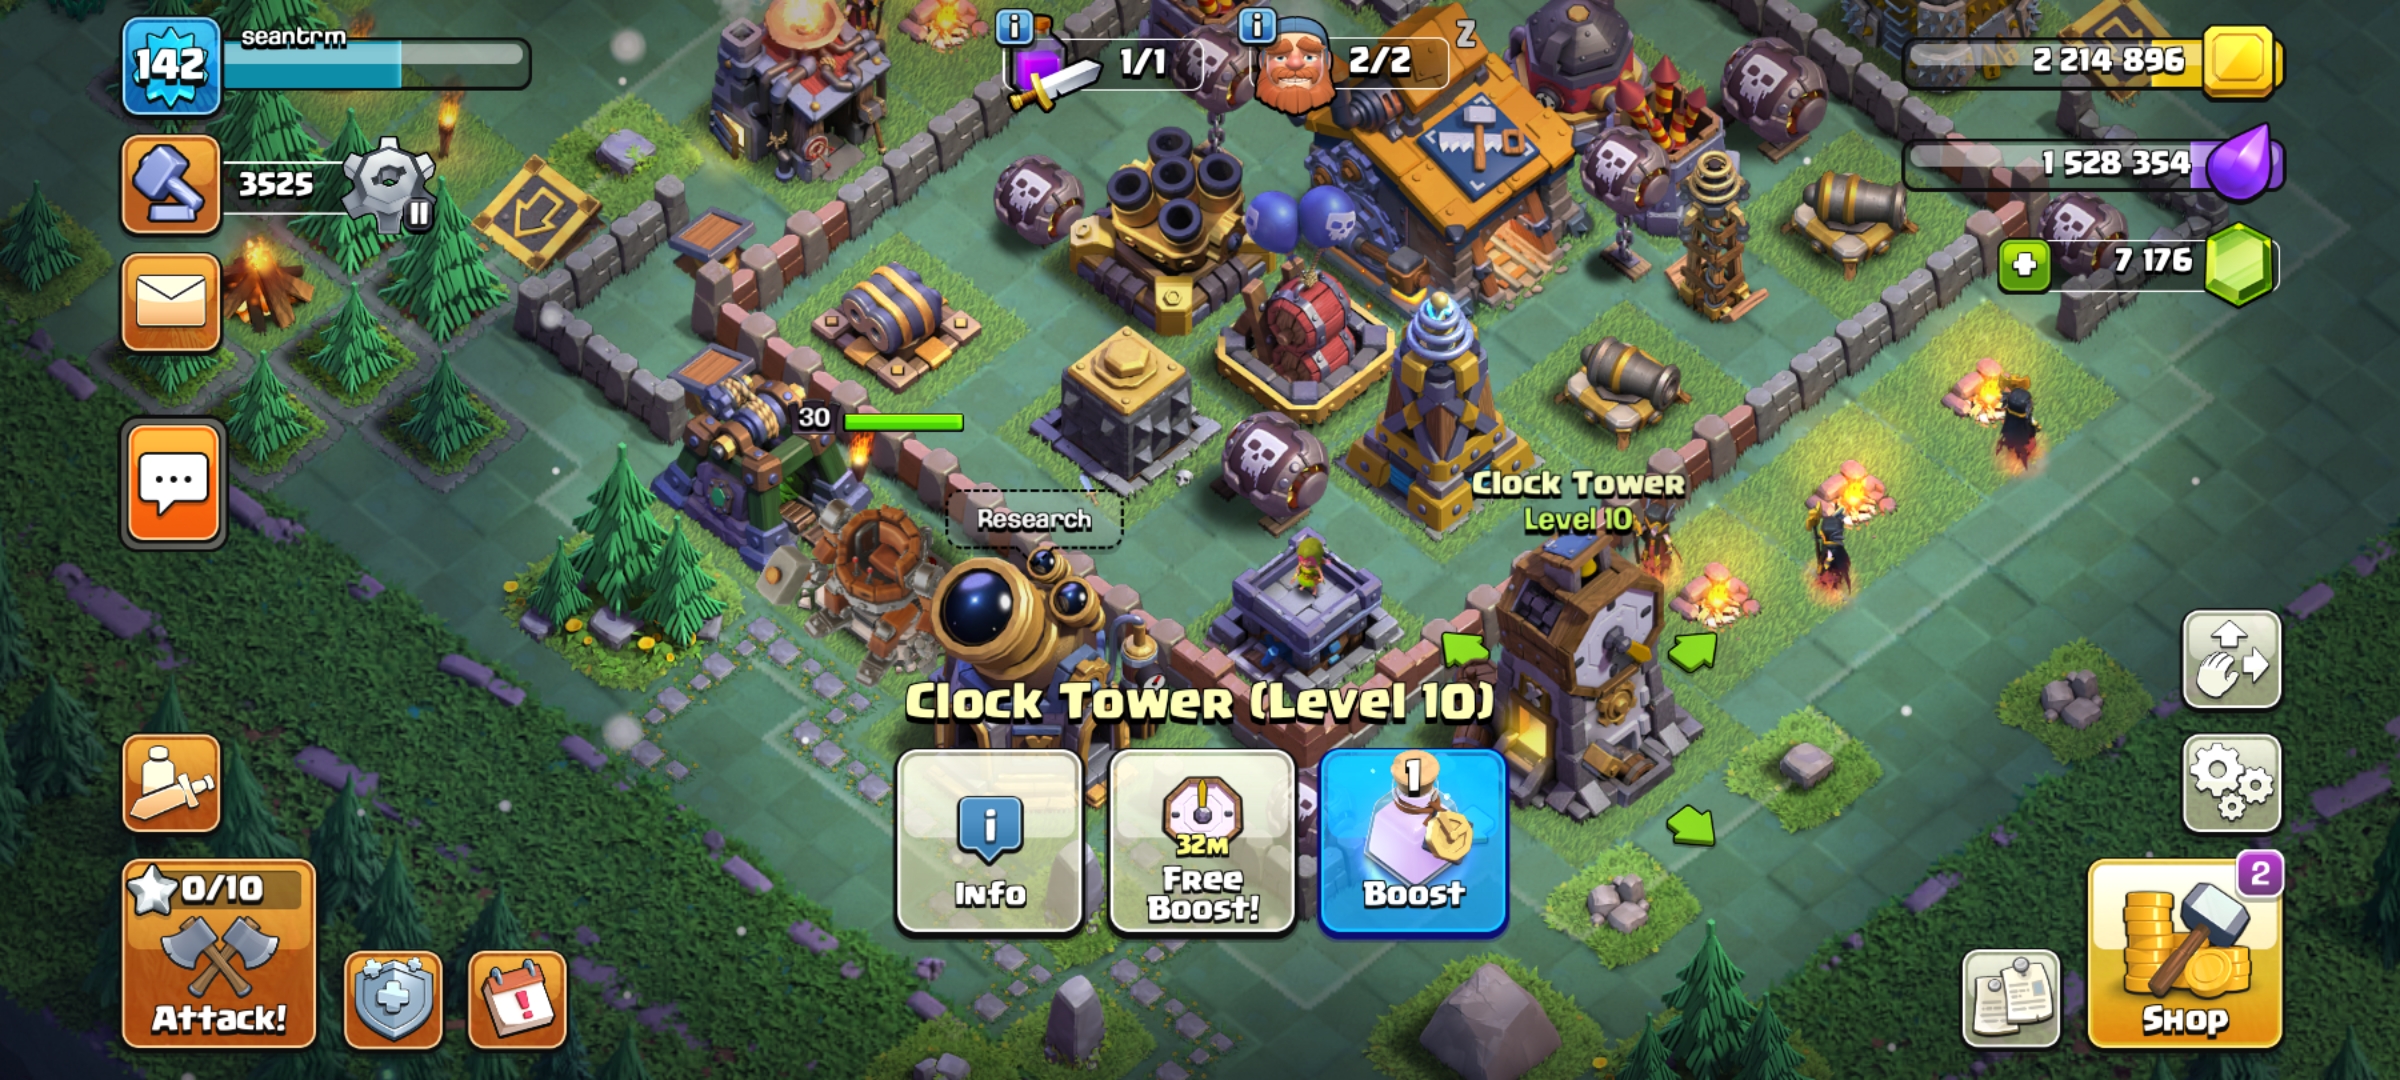 142
seantrm
1/1
2/2
Z
2 214 896
3525
1 528 354
7 176
30
Research
Clock Tower
Level 10
Clock Tower (Level 10)
Info
32M
Free
Boost!
1
Boost
0/10
Attack!
2
Shop